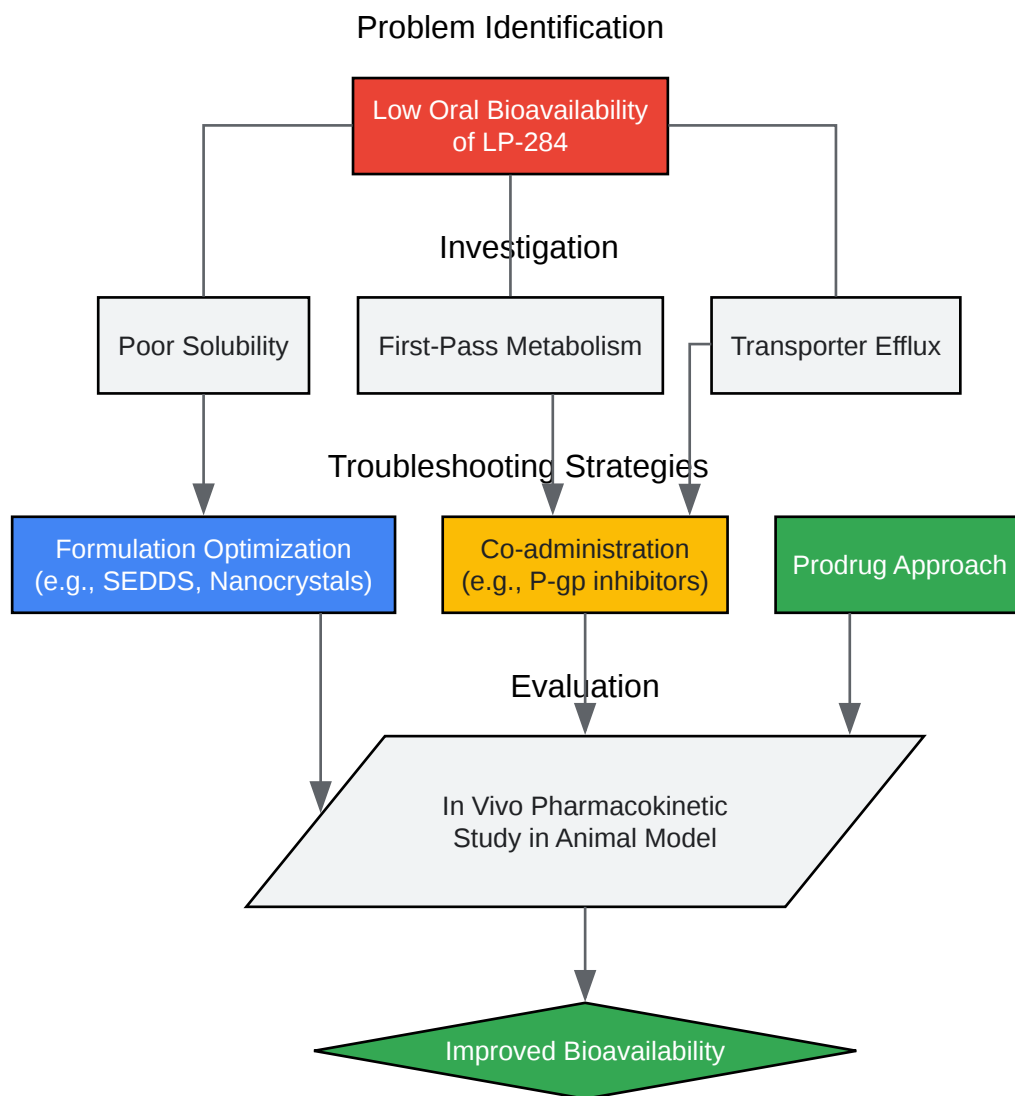 Problem Identification
Low Oral Bioavailability
of LP-284
Investigation
Poor Solubility
First-Pass Metabolism
Transporter Efflux
Troubleshooting Strategies
Formulation Optimization
(e.g., SEDDS, Nanocrystals)
Co-administration
(e.g., P-gp inhibitors)
Prodrug Approach
Evaluation
In Vivo Pharmacokinetic
Study in Animal Model
Improved Bioavailability